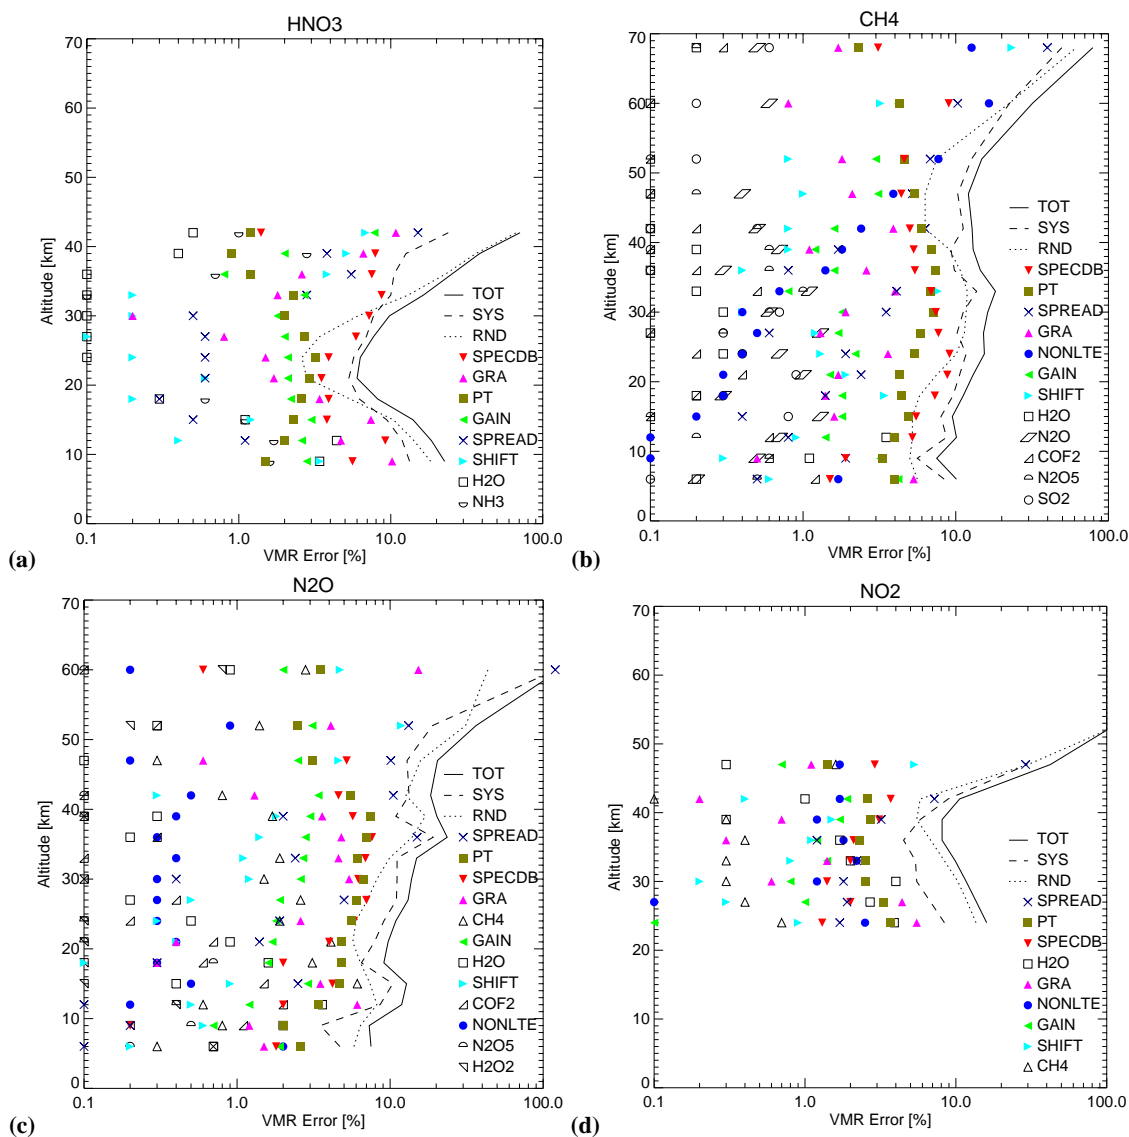 HNO3
70
60
50
40
30
20
10
0
Altitude [km]
0.1
1.0
10.0
100.0
VMR Error [%]
TOT
SYS
RND
SPECDB
GRA
PT
GAIN
SPREAD
SHIFT
H2O
NH3
(a)
CH4
70
60
50
40
30
20
10
0
Altitude [km]
0.1
1.0
10.0
100.0
VMR Error [%]
TOT
SYS
RND
SPECDB
PT
SPREAD
GRA
NONLTE
GAIN
SHIFT
H2O
N2O
COF2
N2O5
SO2
(b)
N2O
70
60
50
40
30
20
10
0
Altitude [km]
0.1
1.0
10.0
100.0
VMR Error [%]
TOT
SYS
RND
SPREAD
PT
SPECDB
GRA
CH4
GAIN
H2O
SHIFT
COF2
NONLTE
N2O5
H2O2
(c)
NO2
70
60
50
40
30
20
10
0
Altitude [km]
0.1
1.0
10.0
100.0
VMR Error [%]
TOT
SYS
RND
SPREAD
PT
SPECDB
H2O
GRA
NONLTE
GAIN
SHIFT
CH4
(d)